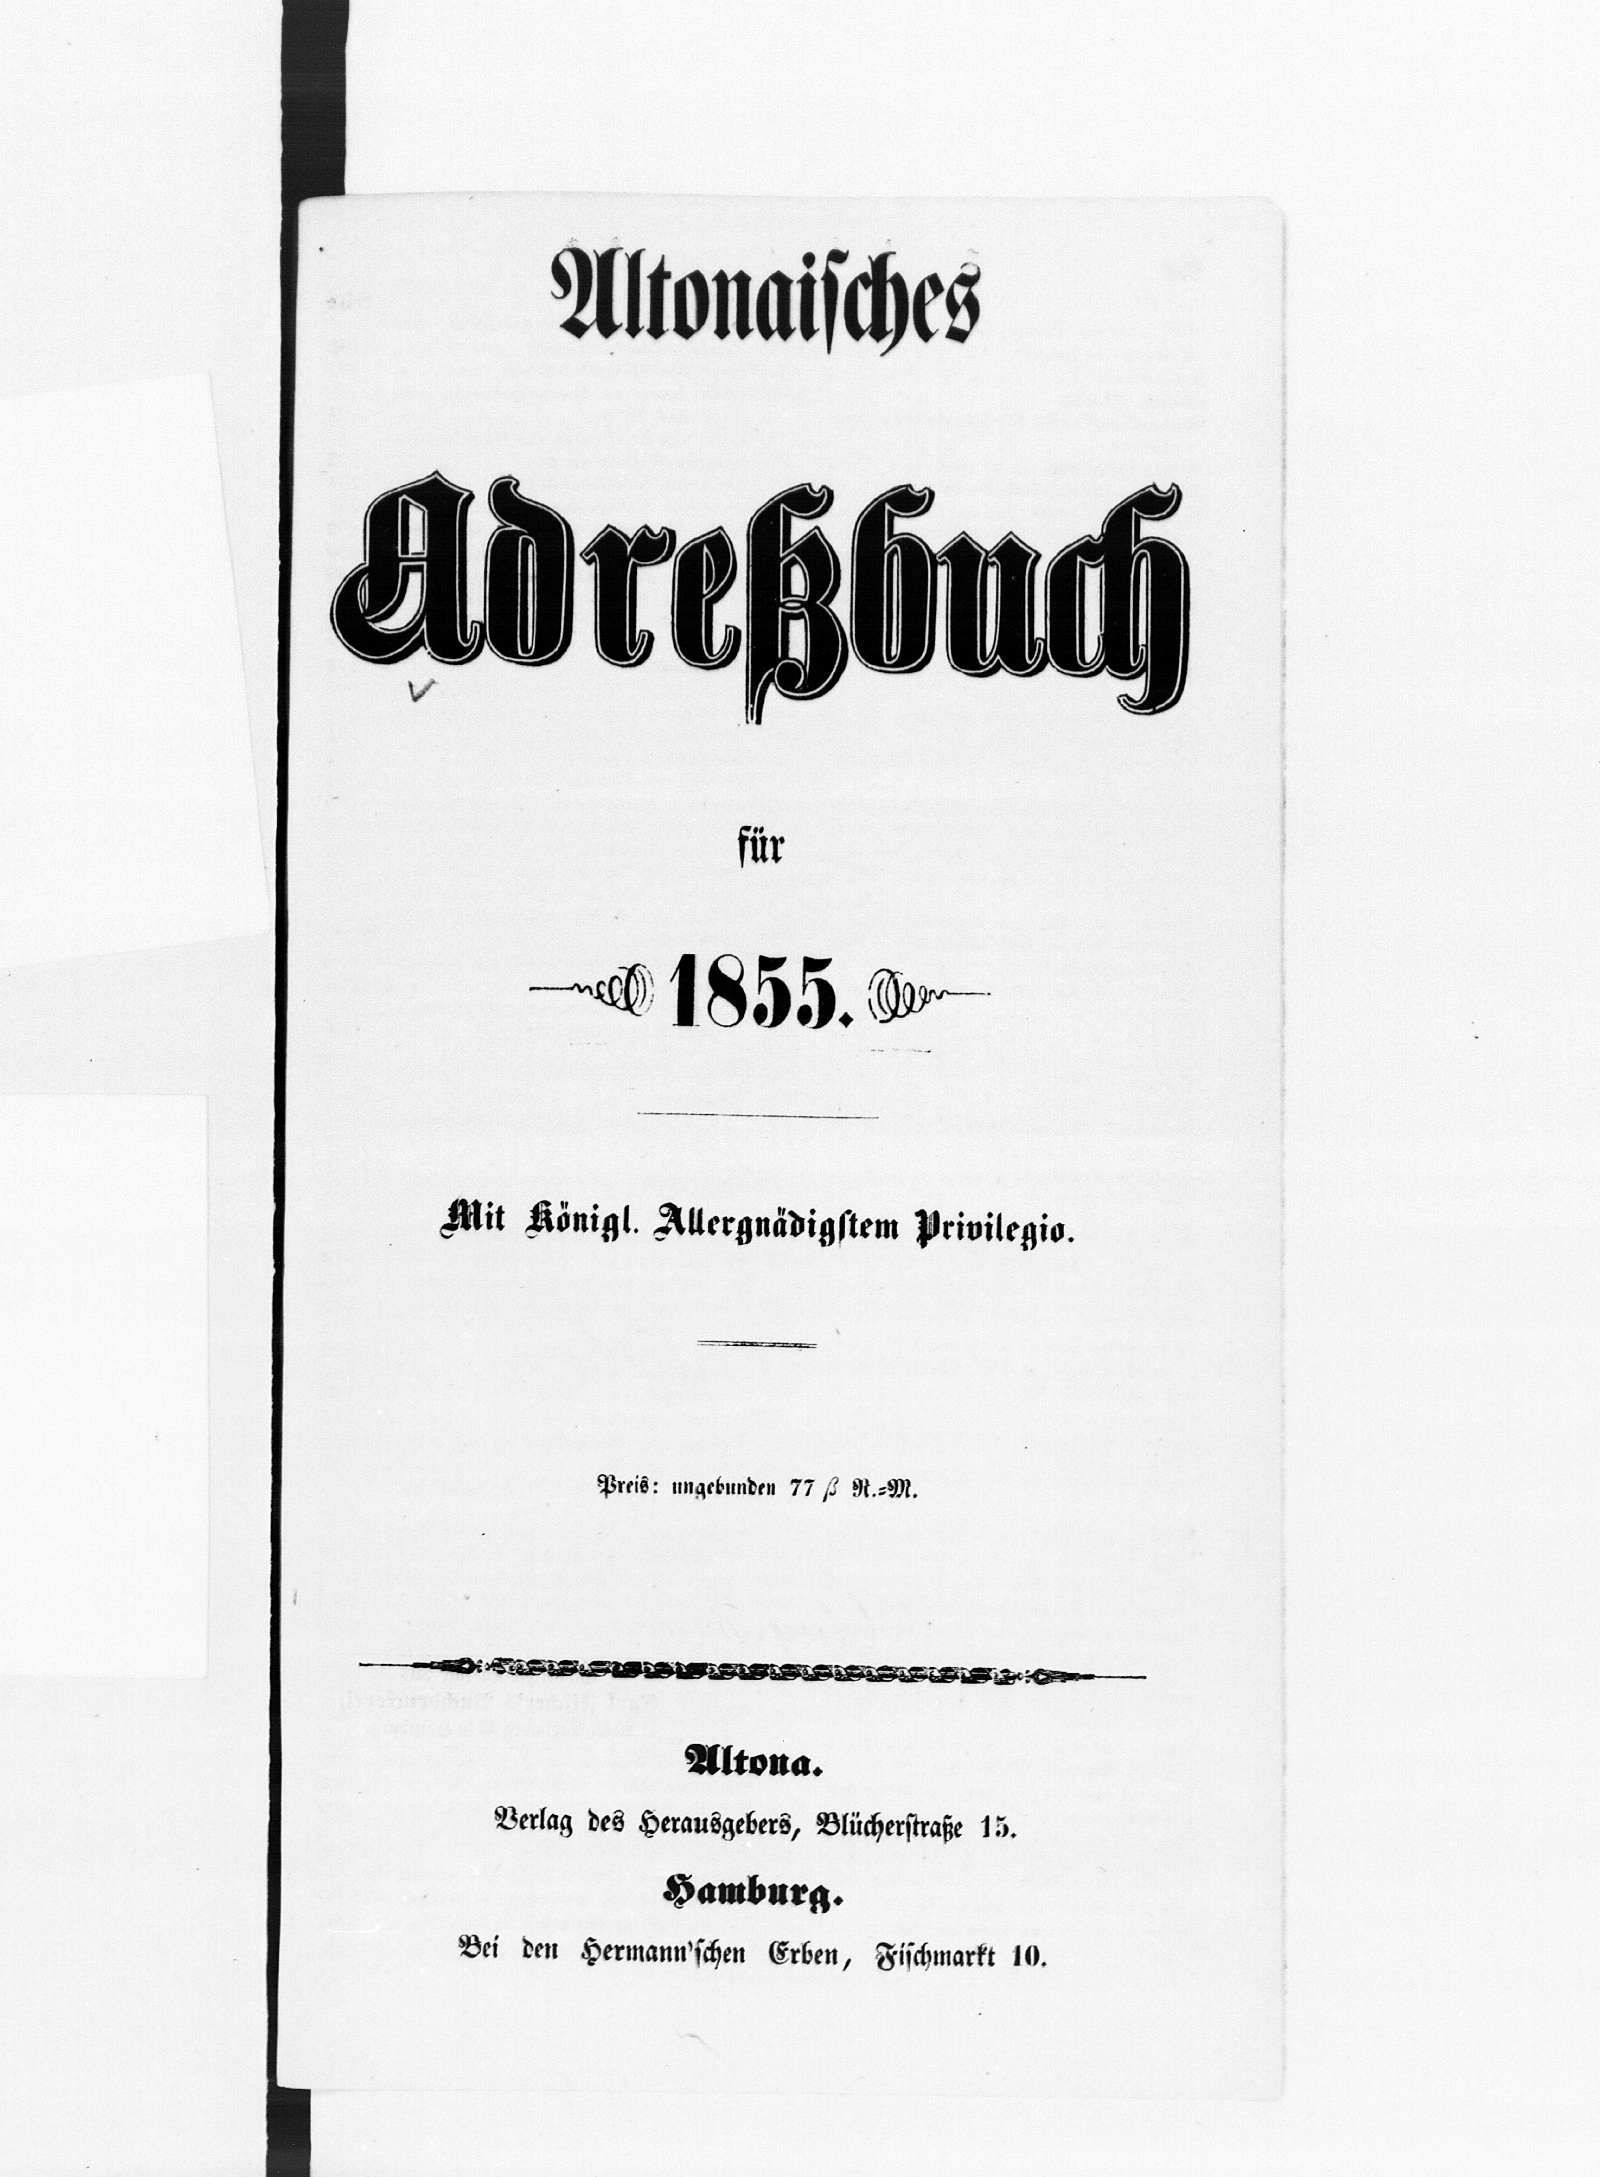 Altonaisches
Adreßbuch
für
1855.
Mit Königl. Allergnädigstem Privilegio.
Preis: ungebunden 77 ß R.=M.
Altona.
Verlag des Herausgebers, Blücherstraße 15.
Hamburg.
Bei den Hermann'schen Erben, Fischmarkt 10.